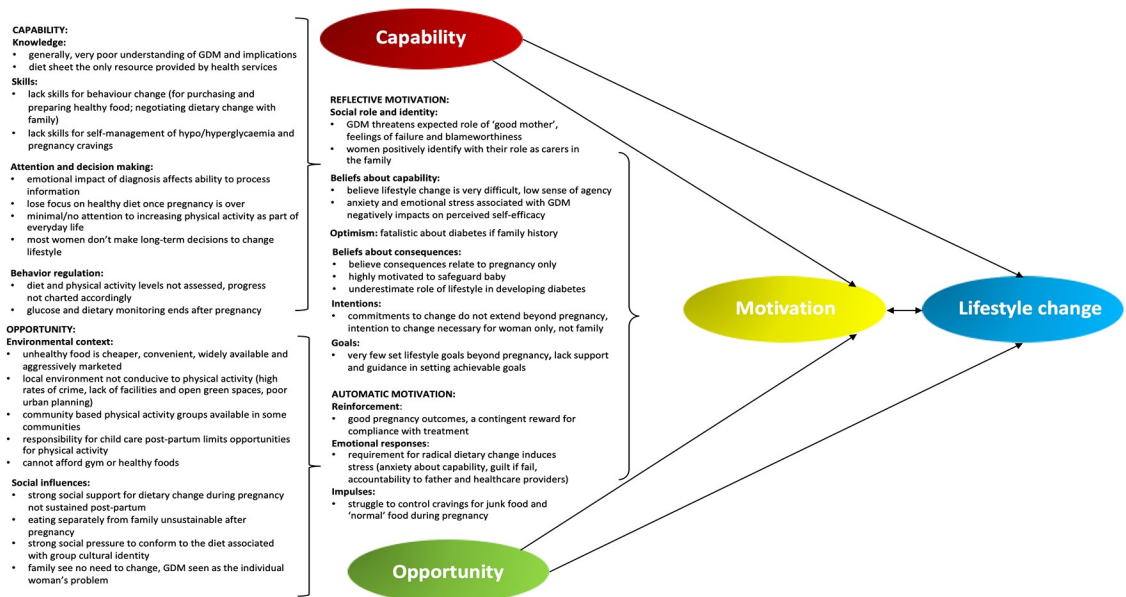 CAPABILITY:
Knowledge:
• generally, very poor understanding of GDM and implications
• diet sheet the only resource provided by health services
Skills:
• lack skills for behaviour change (for purchasing and
preparing healthy food; negotiating dietary change with
family)
• lack skills for self-management of hypo/hyperglycaemia and
pregnancy cravings
Attention and decision making:
• emotional impact of diagnosis affects ability to process
information
• lose focus on healthy diet once pregnancy is over
• minimal/no attention to increasing physical activity as part of
everyday life
• most women don't make long-term decisions to change
lifestyle
Behavior regulation:
• diet and physical activity levels not assessed, progress
not charted accordingly
• glucose and dietary monitoring ends after pregnancy
OPPORTUNITY:
Environmental context:
• unhealthy food is cheaper, convenient, widely available and
aggressively marketed
• local environment not conducive to physical activity (high
rates of crime, lack of facilities and open green spaces, poor
urban planning)
• community based physical activity groups available in some
communities
• responsibility for child care post-partum limits opportunities
for physical activity
• cannot afford gym or healthy foods
Social influences:
• strong social support for dietary change during pregnancy
not sustained post-partum
• eating separately from family unsustainable after
pregnancy
• strong social pressure to conform to the diet associated
with group cultural identity
• family see no need to change, GDM seen as the individual
woman's problem
Capability
REFLECTIVE MOTIVATION:
Social role and identity:
• GDM threatens expected role of 'good mother',
feelings of failure and blameworthiness
• women positively identify with their role as carers in
the family
Beliefs about capability:
• believe lifestyle change is very difficult, low sense of agency
• anxiety and emotional stress associated with GDM
negatively impacts on perceived self-efficacy
Optimism: fatalistic about diabetes if family history
Beliefs about consequences:
• believe consequences relate to pregnancy only
• highly motivated to safeguard baby
• underestimate role of lifestyle in developing diabetes
Intentions:
• commitments to change do not extend beyond pregnancy,
intention to change necessary for woman only, not family
Goals:
• very few set lifestyle goals beyond pregnancy, lack support
and guidance in setting achievable goals
AUTOMATIC MOTIVATION:
Reinforcement:
• good pregnancy outcomes, a contingent reward for
compliance with treatment
Emotional responses:
• requirement for radical dietary change induces
stress (anxiety about capability, guilt if fail,
accountability to father and healthcare providers)
Impulses:
• struggle to control cravings for junk food and
'normal' food during pregnancy
Opportunity
Motivation
Lifestyle change